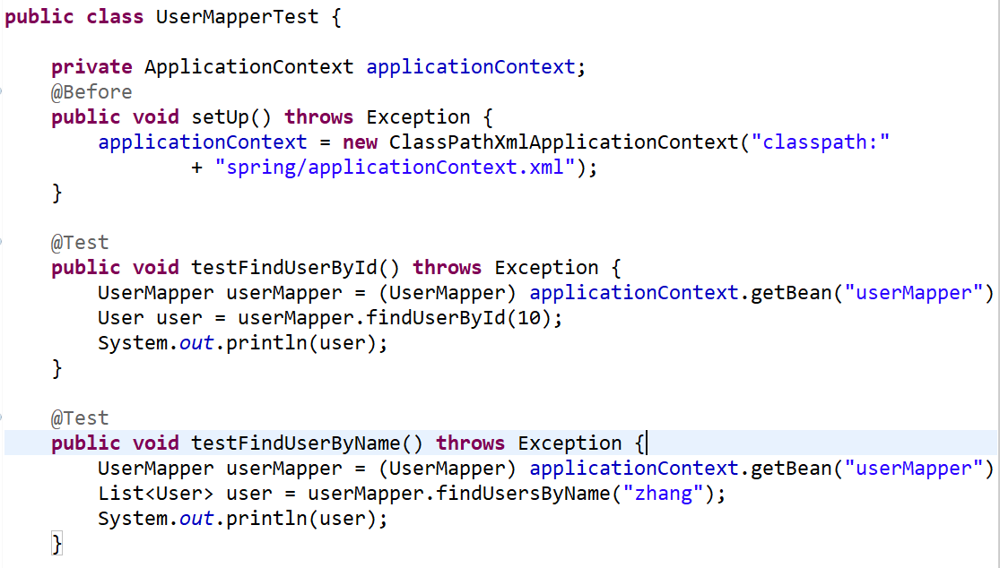 public class UserMapperTest {
    private ApplicationContext applicationContext;
    @Before
    public void setUp() throws Exception {
        applicationContext = new ClassPathXmlApplicationContext("classpath:"
                + "spring/applicationContext.xml");
    }
    @Test
    public void testFindUserById() throws Exception {
        UserMapper userMapper = (UserMapper) applicationContext.getBean("userMapper")
        User user = userMapper.findUserById(10);
        System.out.println(user);
    }
    @Test
    public void testFindUserByName() throws Exception {
        UserMapper userMapper = (UserMapper) applicationContext.getBean("userMapper")
        List<User> user = userMapper.findUsersByName("zhang");
        System.out.println(user);
    }